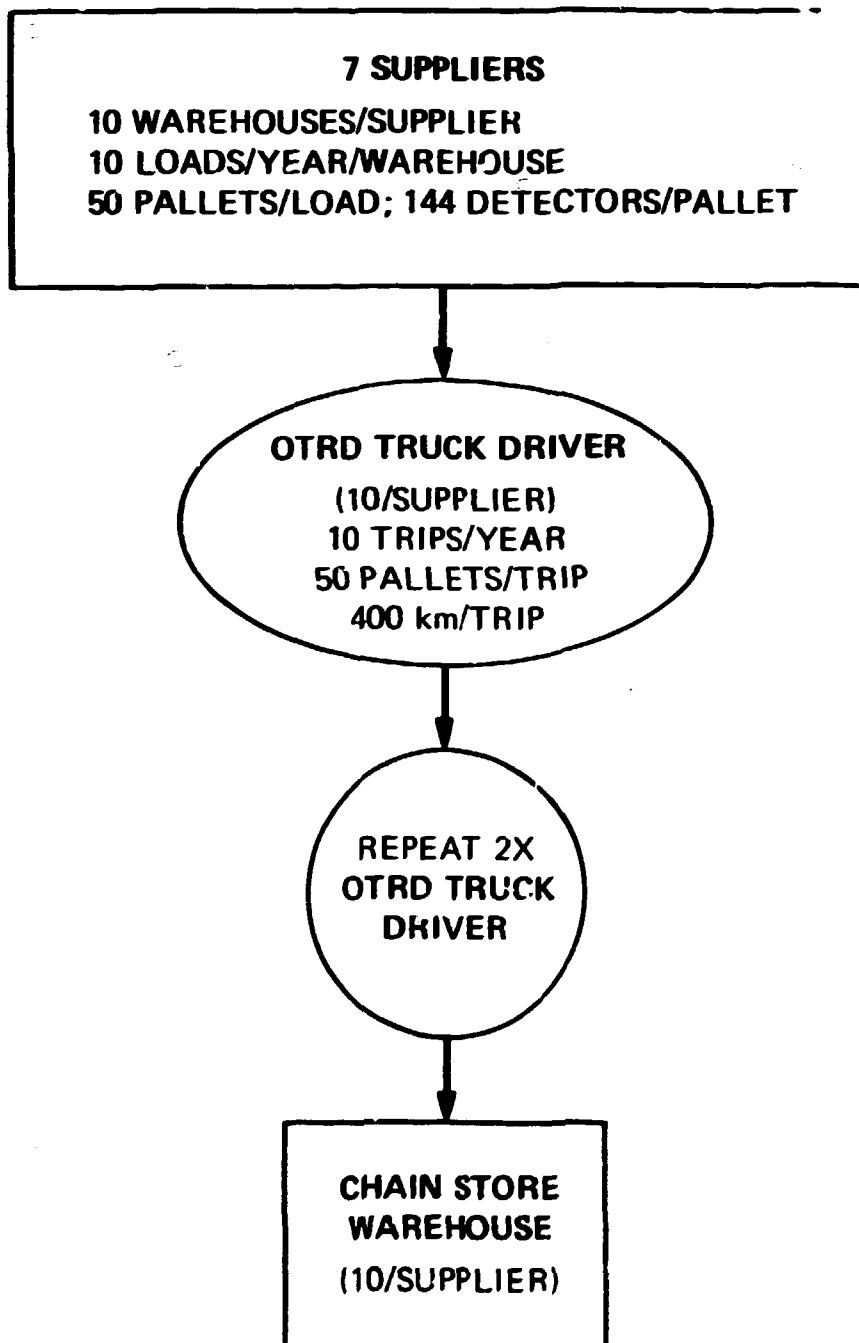 7 SUPPLIERS
10 WAREHOUSES/SUPPLIER
10 LOADS/YEAR/WAREHOUSE
50 PALLETS/LOAD; 144 DETECTORS/PALLET
OTRD TRUCK DRIVER
(10/SUPPLIER)
10 TRIPS/YEAR
50 PALLETS/TRIP
400 km/TRIP
REPEAT 2X
OTRD TRUCK
DRIVER
CHAIN STORE
WAREHOUSE
(10/SUPPLIER)